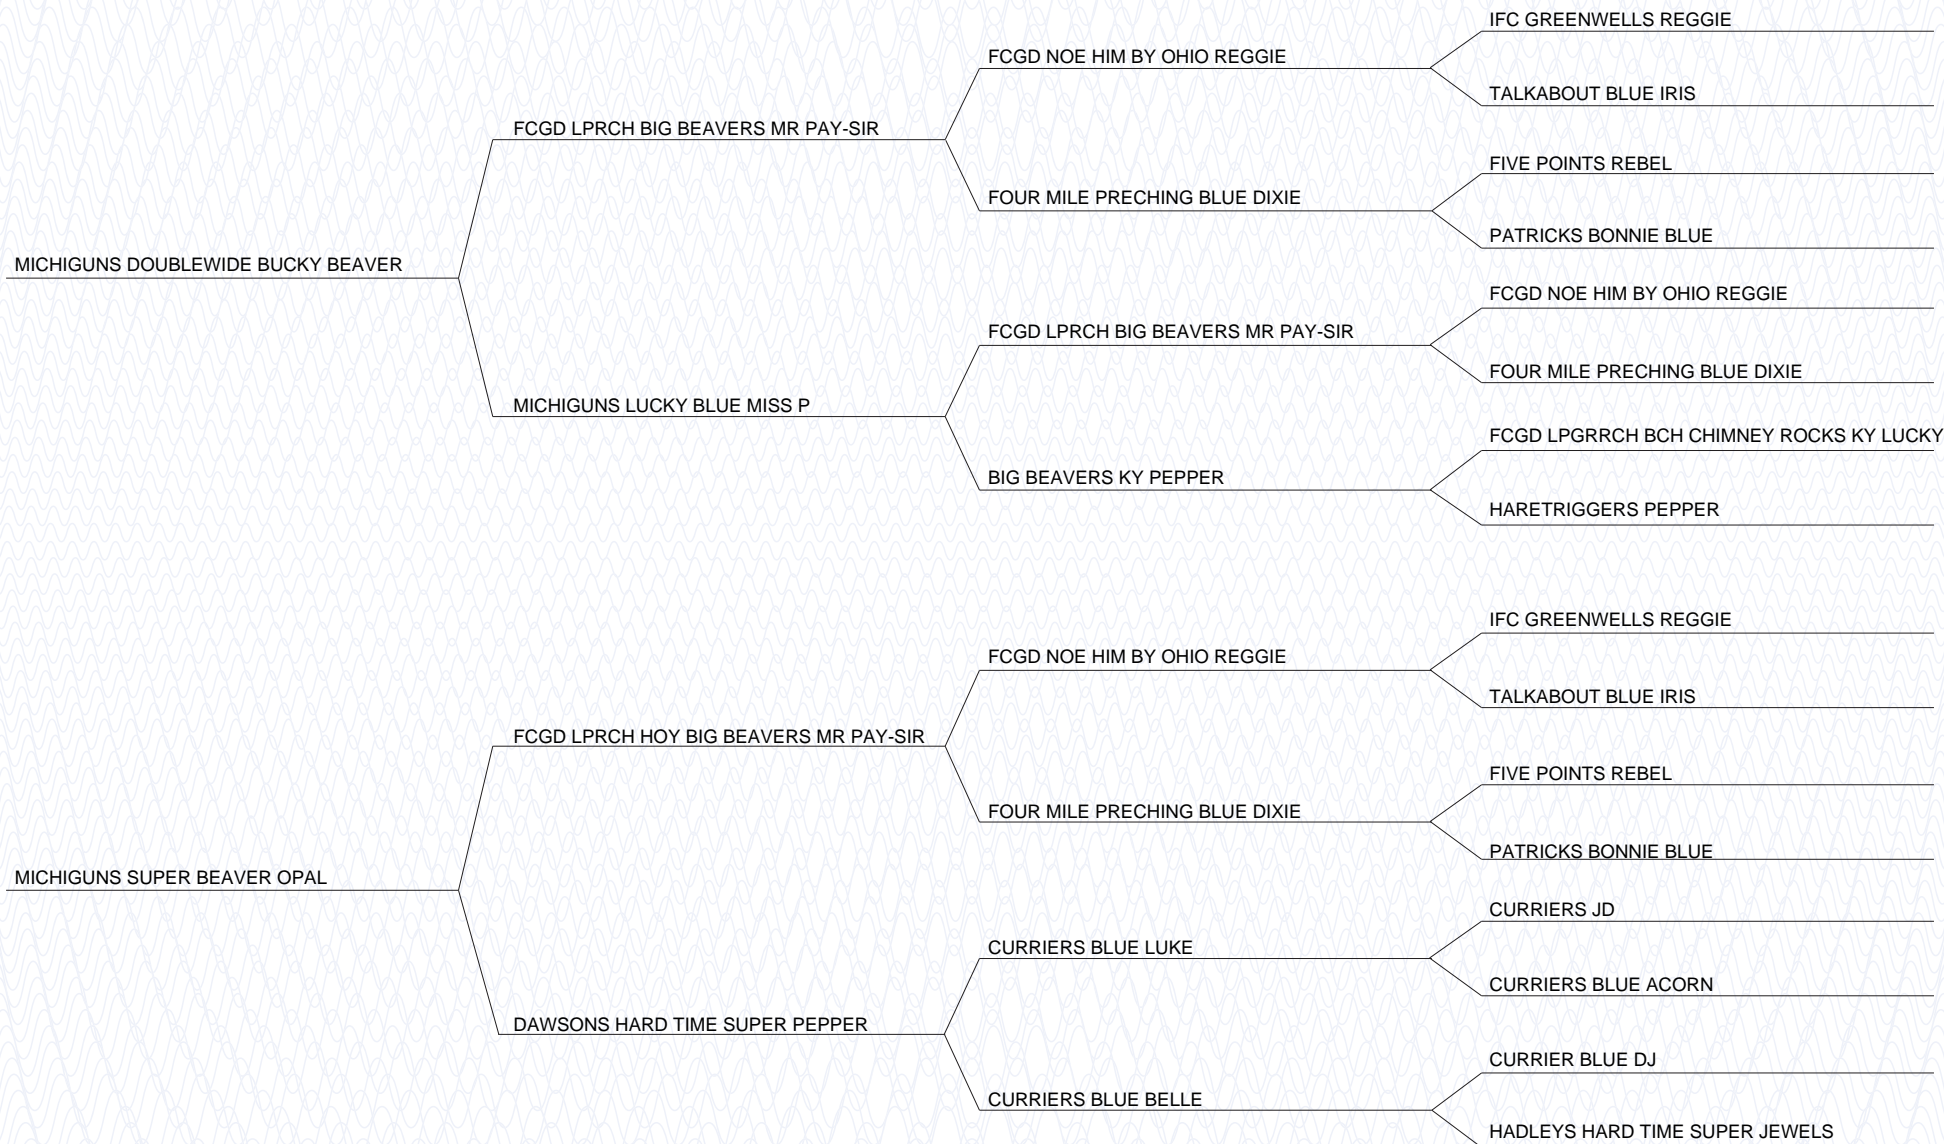 IFC GREENWELLS REGGIE
FCGD NOE HIM BY OHIO REGGIE
TALKABOUT BLUE IRIS
FCGD LPRCH BIG BEAVERS MR PAY-SIR
FIVE POINTS REBEL
FOUR MILE PRECHING BLUE DIXIE
PATRICKS BONNIE BLUE
MICHIGUNS DOUBLEWIDE BUCKY BEAVER
FCGD NOE HIM BY OHIO REGGIE
FCGD LPRCH BIG BEAVERS MR PAY-SIR
FOUR MILE PRECHING BLUE DIXIE
MICHIGUNS LUCKY BLUE MISS P
FCGD LPGRRCH BCH CHIMNEY ROCKS KY LUCKY
BIG BEAVERS KY PEPPER
HARETRIGGERS PEPPER
IFC GREENWELLS REGGIE
FCGD NOE HIM BY OHIO REGGIE
TALKABOUT BLUE IRIS
FCGD LPRCH HOY BIG BEAVERS MR PAY-SIR
FIVE POINTS REBEL
FOUR MILE PRECHING BLUE DIXIE
PATRICKS BONNIE BLUE
MICHIGUNS SUPER BEAVER OPAL
CURRIERS JD
CURRIERS BLUE LUKE
CURRIERS BLUE ACORN
DAWSONS HARD TIME SUPER PEPPER
CURRIER BLUE DJ
CURRIERS BLUE BELLE
HADLEYS HARD TIME SUPER JEWELS